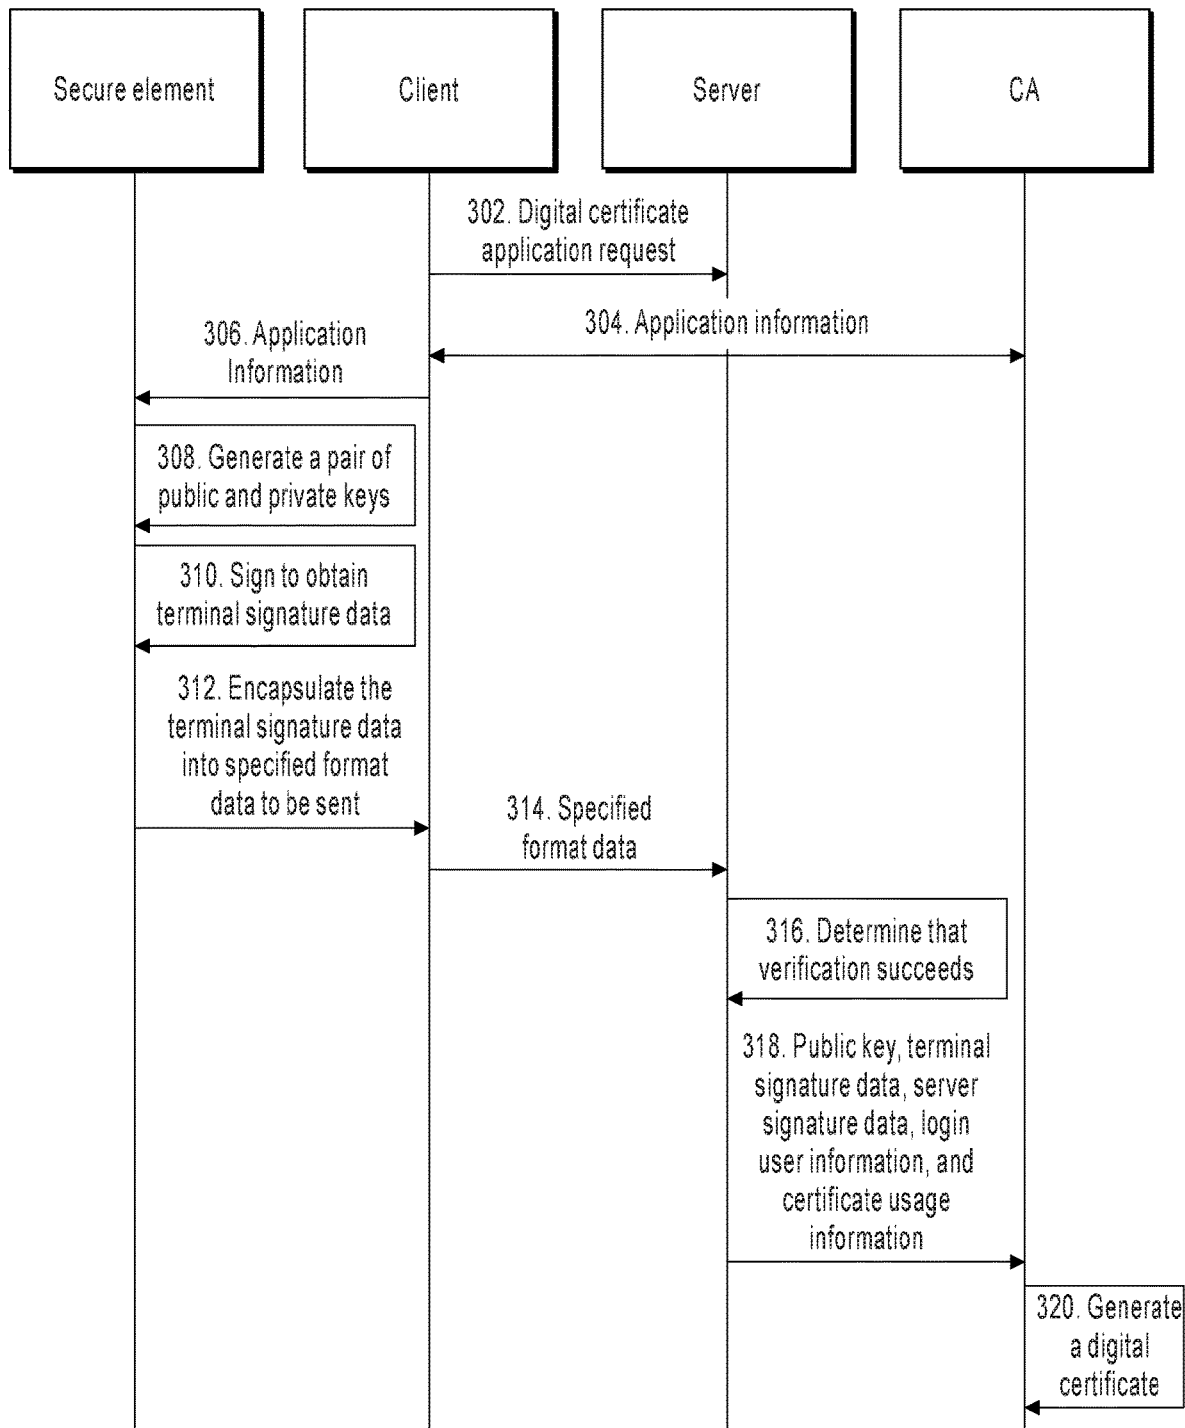 Secure element
Client
Server
CA
302. Digital certificate
application request
304. Application information
306. Application
Information
308. Generate a pair of
public and private keys
310. Sign to obtain
terminal signature data
312. Encapsulate the
terminal signature data
into specified format
data to be sent
314. Specified
format data
316. Determine that
verification succeeds
318. Public key, terminal
signature data, server
signature data, login
user information, and
certificate usage
information
320. Generate
a digital
certificate